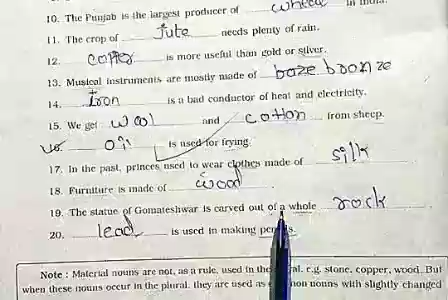 10. The Punjab is the largest producer of wheat in India.
11. The crop of Jute needs plenty of rain.
12. copper is more useful than gold or silver.
13. Musical instruments are mostly made of bronze
14. iron is a bad conductor of heat and electricity.
15. We get wool and cotton from sheep.
oil is used for frying.
17. In the past, princes used to wear clothes made of silk
18. Furniture is made of wood.
19. The statue of Gomateshwar is carved out of a whole rock
20. lead is used in making
Note : Material nouns are not, as a rule, used in the e.g. stone, copper, wood. But
when these nouns occur in the plural, they are used as nouns with slightly changed